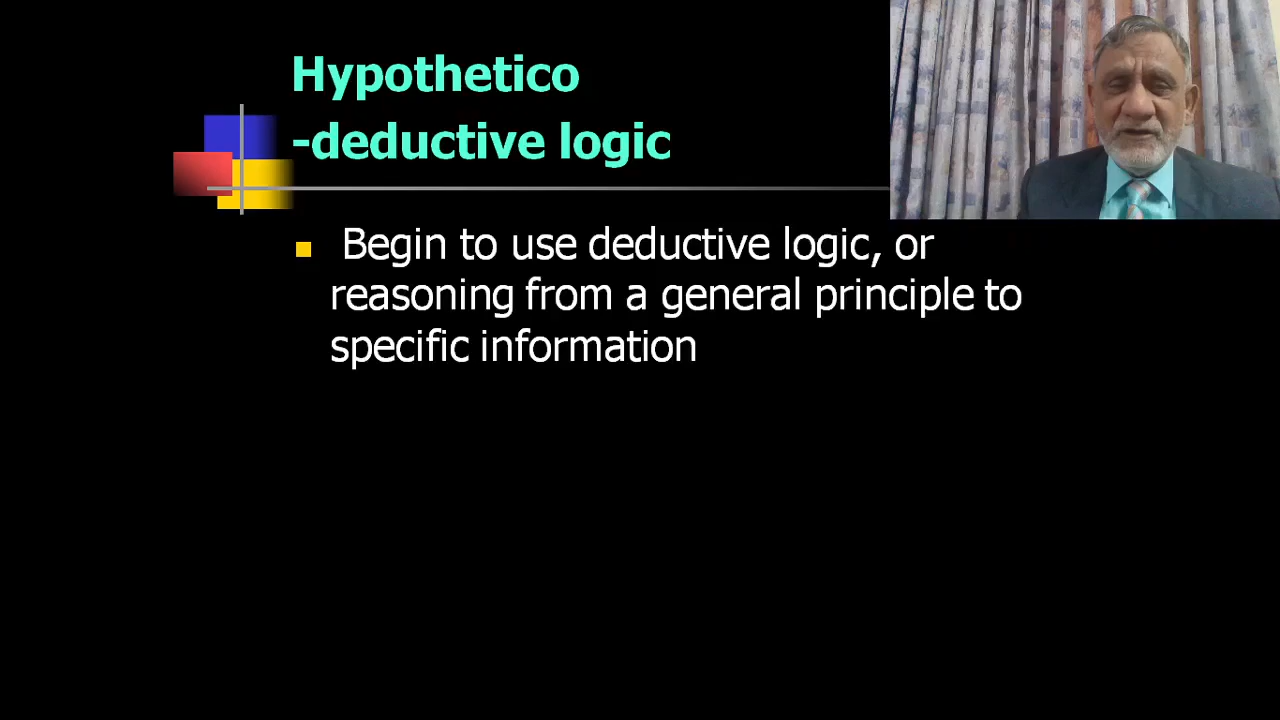 Hypothetico
-deductive logic
Begin to use deductive logic, or
reasoning from a general principle to
specific information